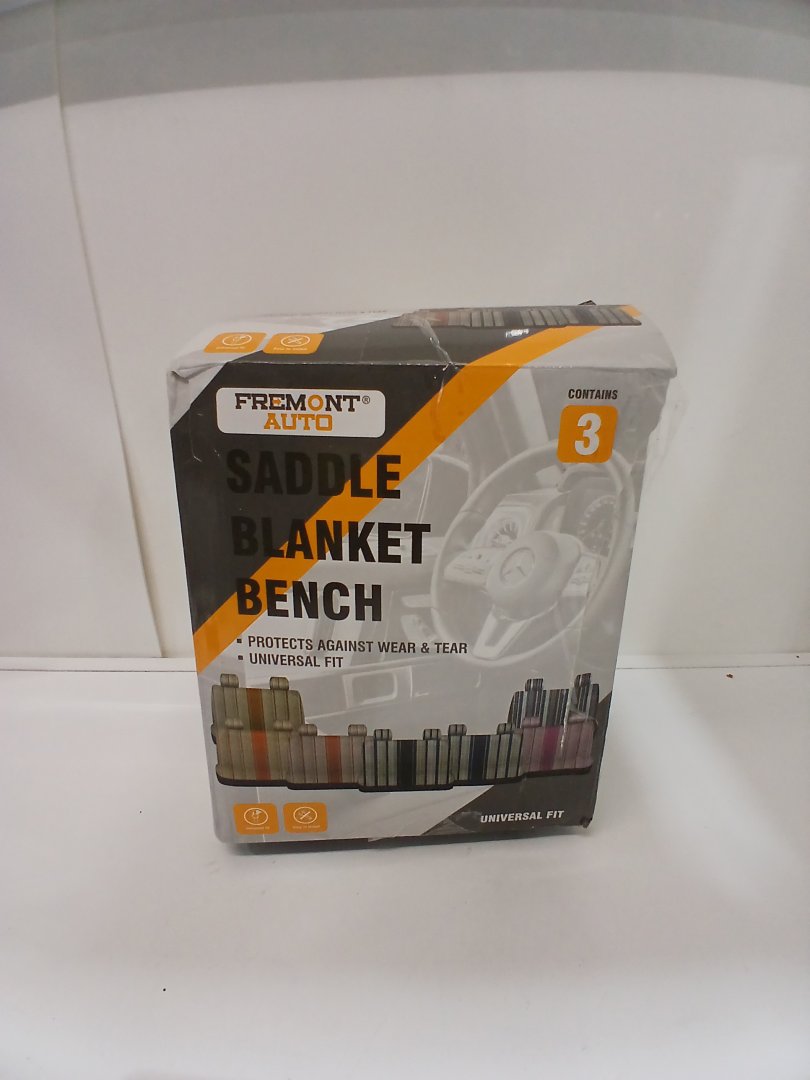 FREMONT®
AUTO
CONTAINS
3
SADDLE
BLANKET
BENCH
▪ PROTECTS AGAINST WEAR & TEAR
▪ UNIVERSAL FIT
UNIVERSAL FIT